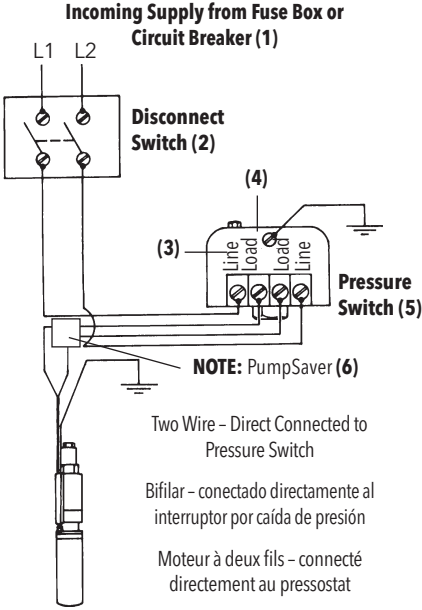 Incoming Supply from Fuse Box or
Circuit Breaker (1)
L1 L2
Disconnect
Switch (2)
(4)
(3)
Line
Load
Load
Line
Pressure
Switch (5)
NOTE: PumpSaver (6)
Two Wire – Direct Connected to
Pressure Switch
Bifilar – conectado directamente al
interruptor por caída de presión
Moteur à deux fils – connecté
directement au pressostat